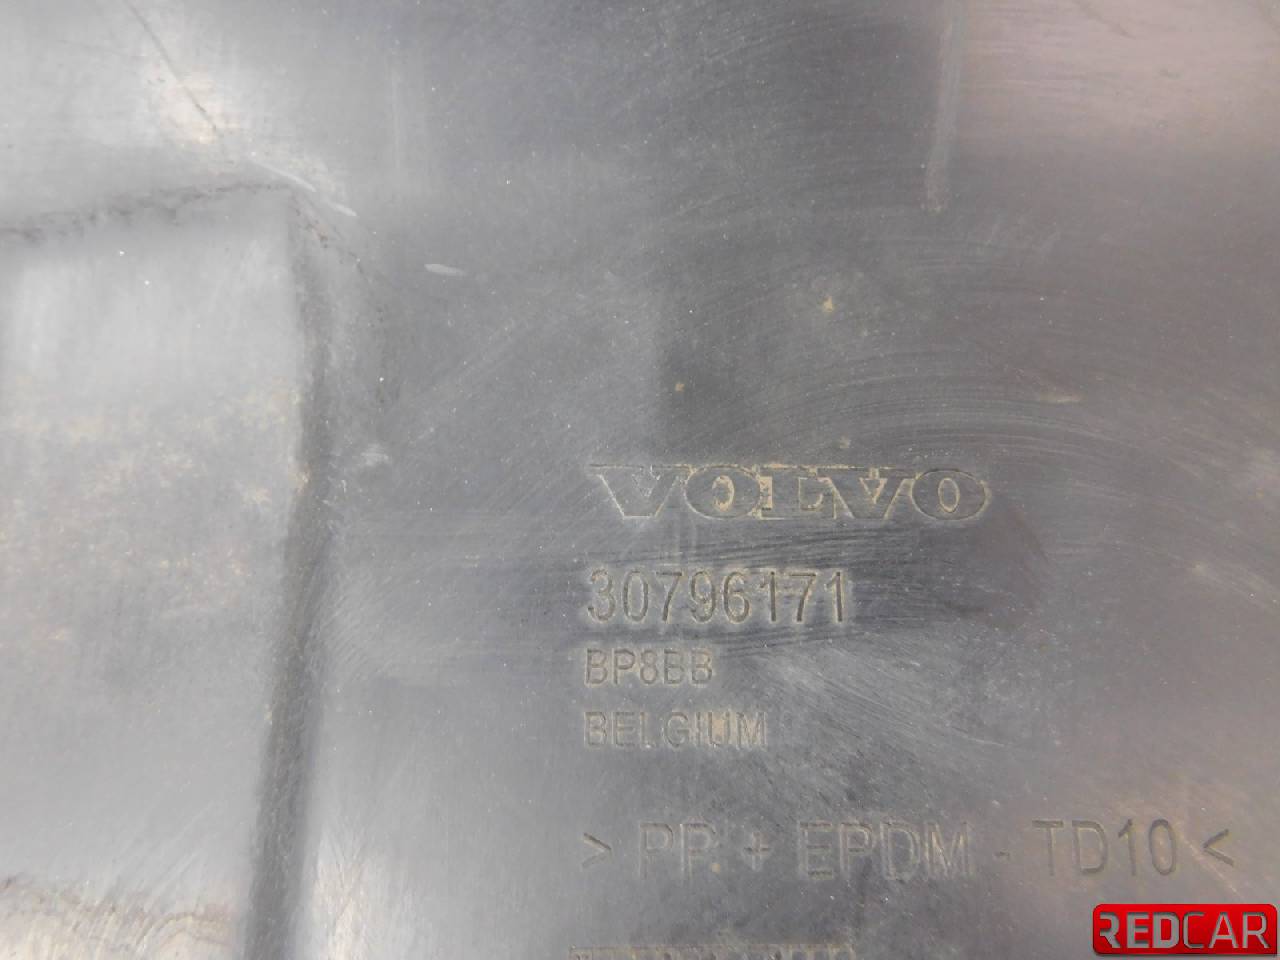 VOLVO
30796171
BP8BB
BELGIUM
> PP + EPDM - TD10 <
REDCAR